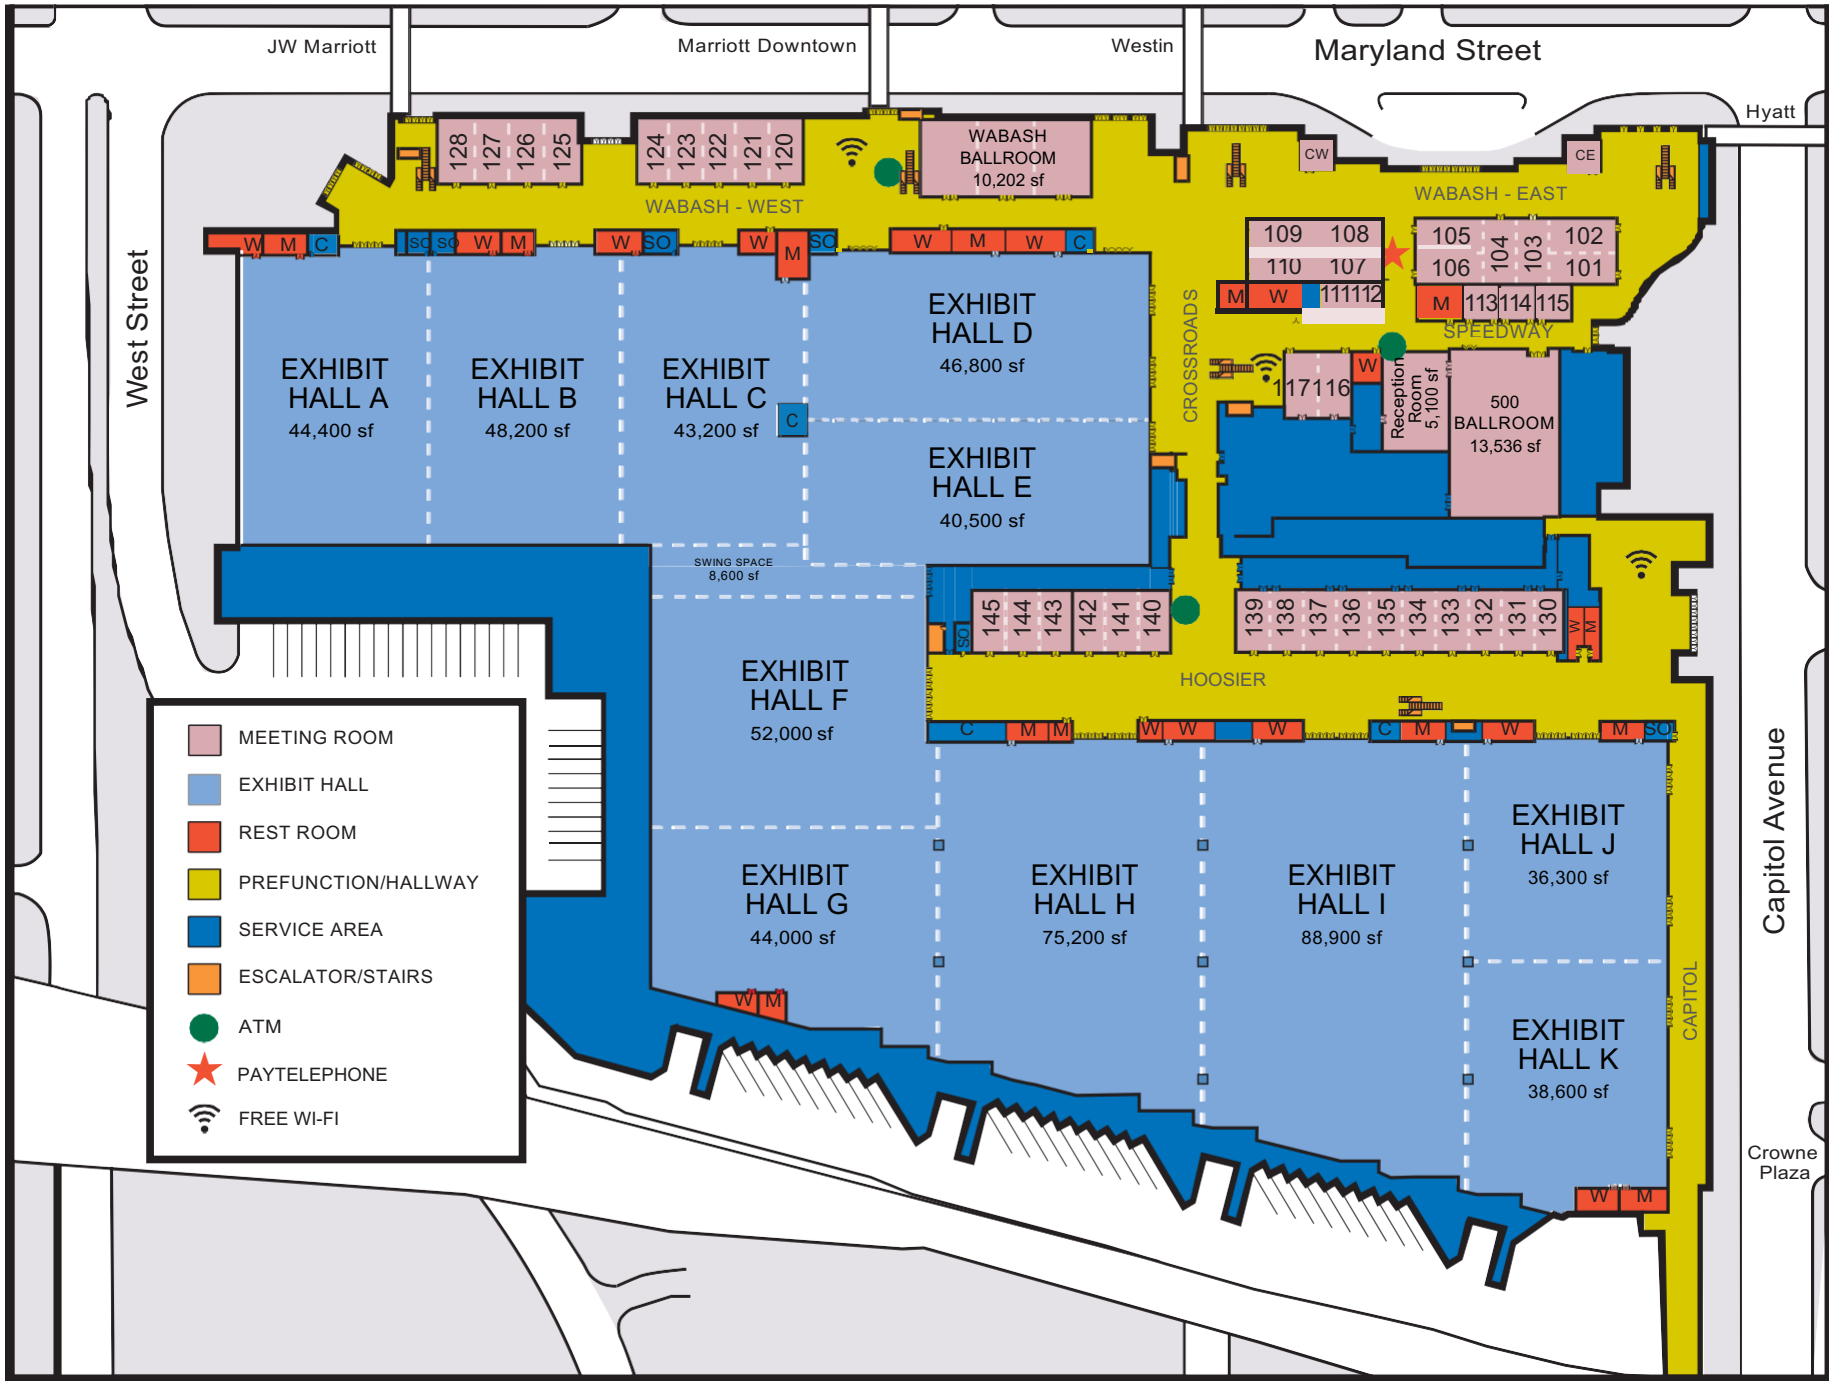 JW Marriott
Marriott Downtown
Westin
Maryland Street
Hyatt
128
127
126
125
124
123
122
121
120
WABASH
BALLROOM
10,202 sf
CW
CE
WABASH - WEST
WABASH - EAST
W
M
C
SO
SO
W
M
W
SO
W
M
SO
W
M
W
C
109
108
110
107
M
W
111
112
105
106
104
103
102
101
M
113
114
115
SPEEDWAY
CROSSROADS
West Street
EXHIBIT
HALL A
44,400 sf
EXHIBIT
HALL B
48,200 sf
EXHIBIT
HALL C
43,200 sf
C
EXHIBIT
HALL D
46,800 sf
EXHIBIT
HALL E
40,500 sf
117
116
W
Reception
Room
5,100 sf
500
BALLROOM
13,536 sf
SWING SPACE
8,600 sf
SO
145
144
143
142
141
140
139
138
137
136
135
134
133
132
131
130
W
M
HOOSIER
C
M
M
W
W
W
C
M
W
M
SO
EXHIBIT
HALL F
52,000 sf
EXHIBIT
HALL G
44,000 sf
W
M
EXHIBIT
HALL H
75,200 sf
EXHIBIT
HALL I
88,900 sf
EXHIBIT
HALL J
36,300 sf
EXHIBIT
HALL K
38,600 sf
W
M
CAPITOL
Capitol Avenue
Crowne
Plaza
MEETING ROOM
EXHIBIT HALL
REST ROOM
PREFUNCTION/HALLWAY
SERVICE AREA
ESCALATOR/STAIRS
ATM
PAYTELEPHONE
FREE WI-FI